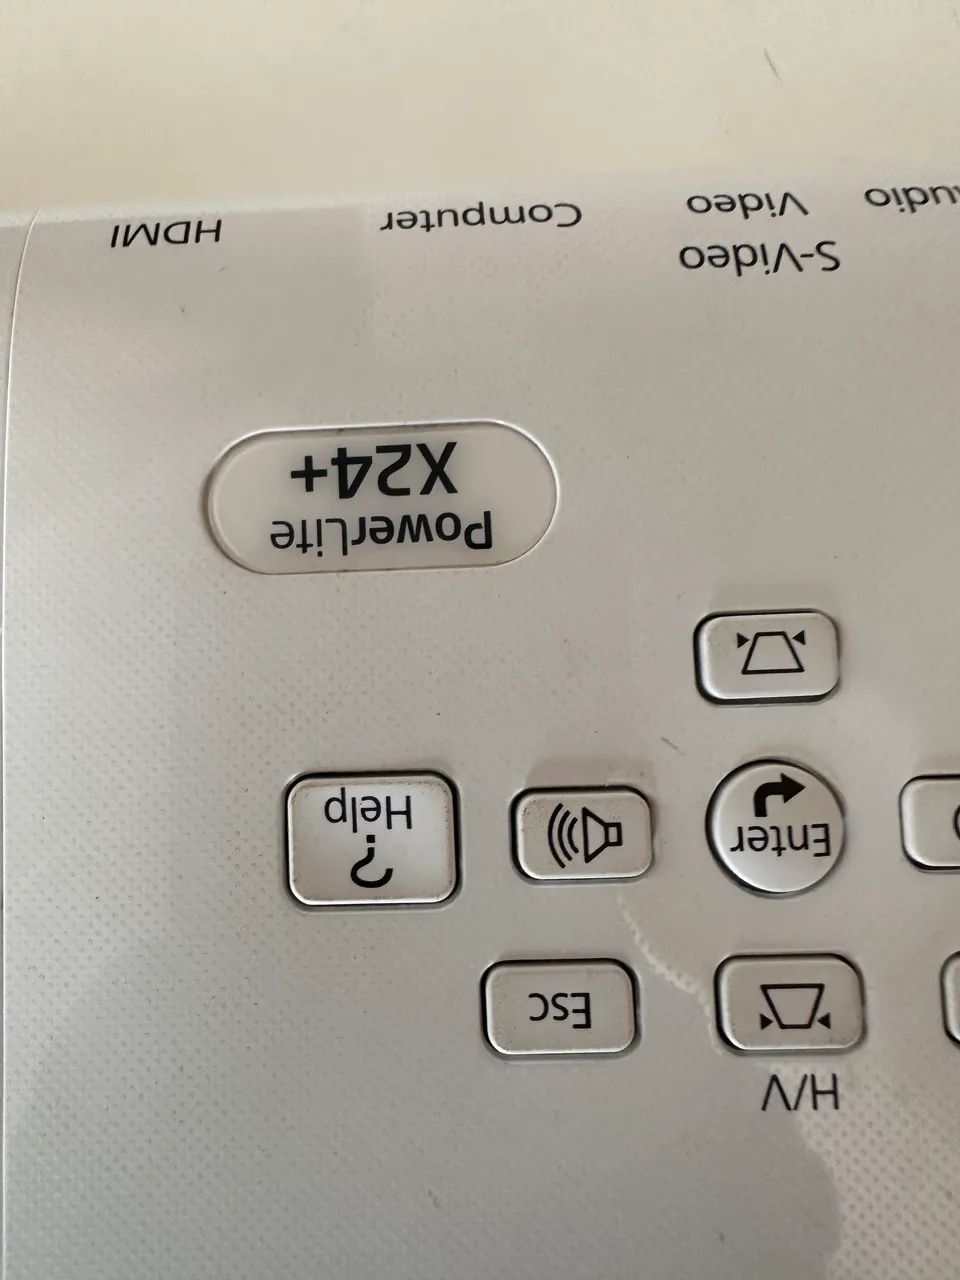 H/V
Esc
Enter
?
Help
PowerLite
X24+
S-Video
Video
Computer
HDMI